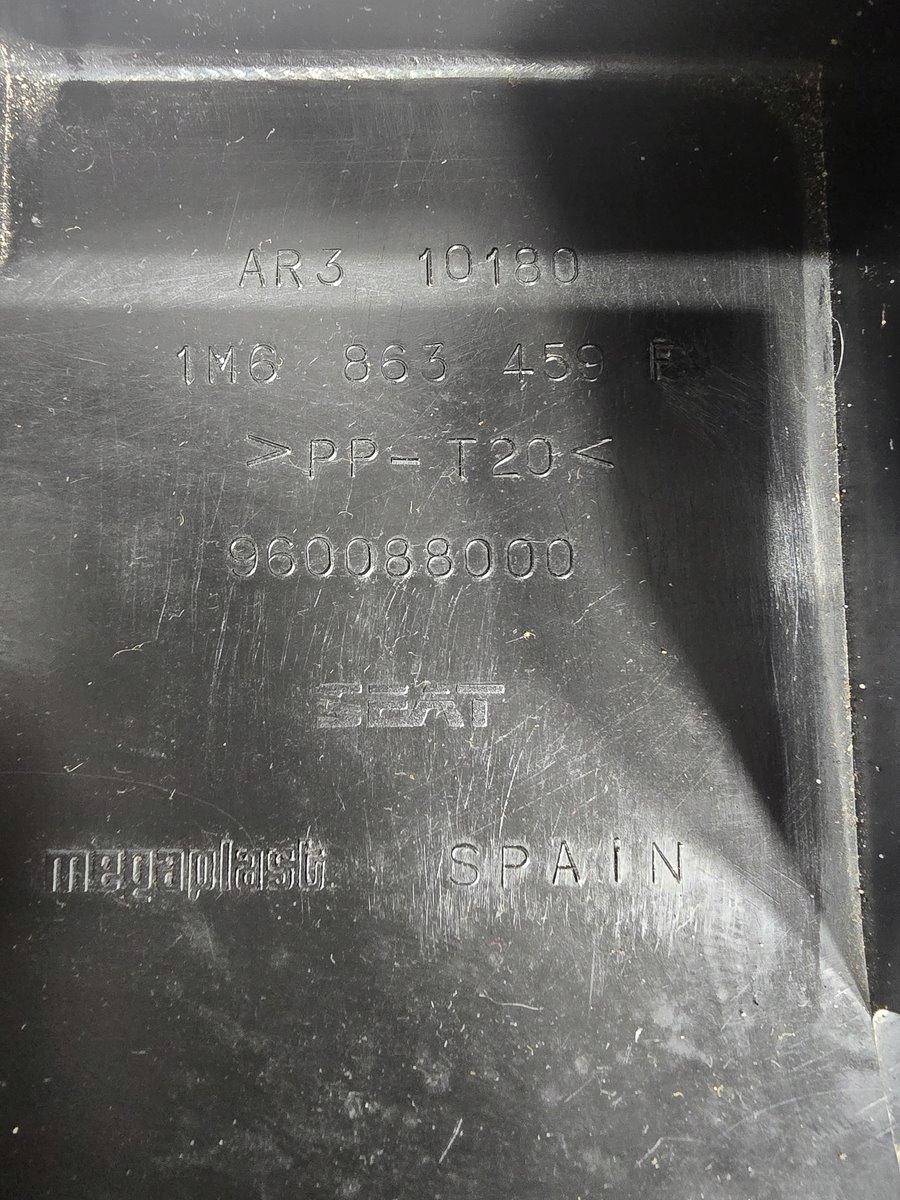 AR3 10180
1M6 863 459
>PP-T20<
960088000
SEAT
megaplast SPAIN